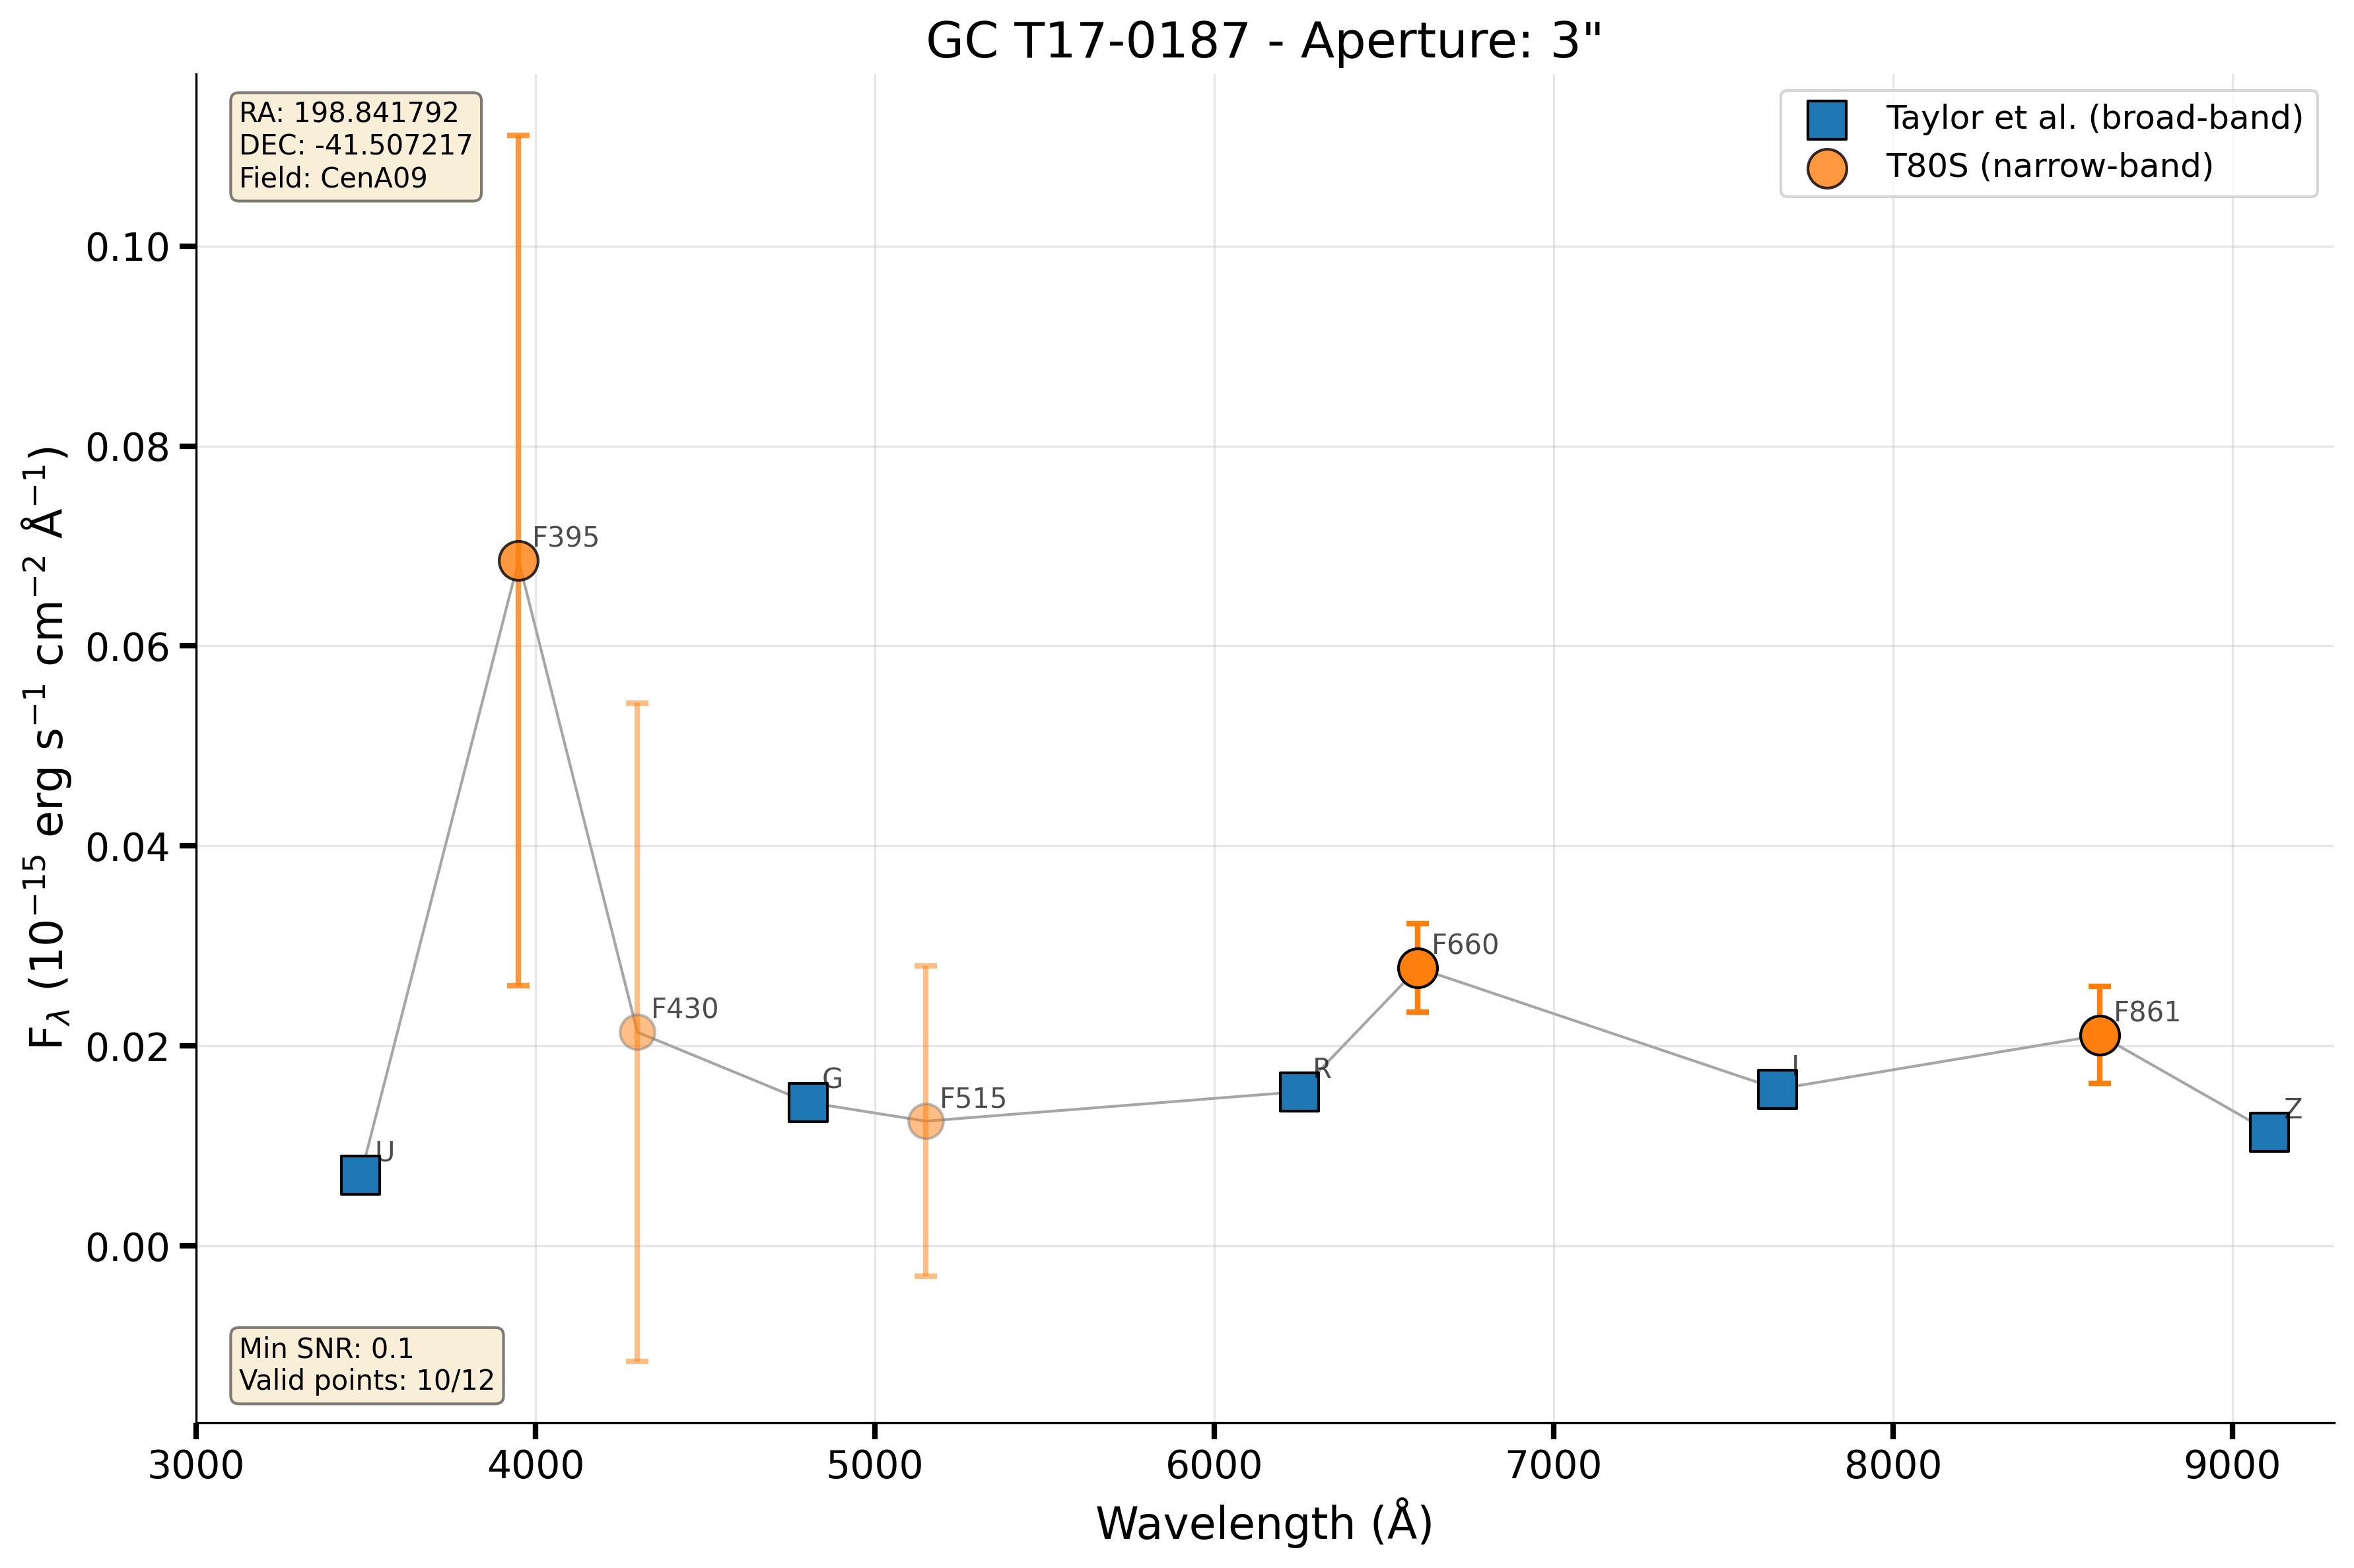 GC T17-0187 - Aperture: 3"
RA: 198.841792
DEC: -41.507217
Field: CenA09
Taylor et al. (broad-band)
T80S (narrow-band)
0.10
0.08
0.06
0.04
0.02
0.00
F$_λ$ (10$^{−15}$ erg s$^{−1}$ cm$^{−2}$ Å$^{−1}$)
F395
F430
F660
F861
F515
U
G
R
I
Z
Min SNR: 0.1
Valid points: 10/12
3000 4000 5000 6000 7000 8000 9000
Wavelength (Å)